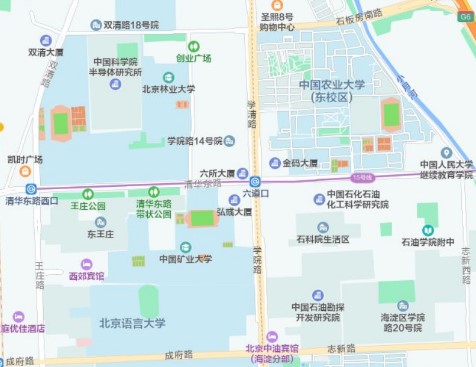 双清路18号院
圣熙8号
购物中心
石板房南路
G6
双清大厦
创业广场
双清路
中国科学院
半导体研究所
北京林业大学
中国农业大学
(东校区)
小月河
学清路
学院路14号院
凯时广场
六所大厦
金码大厦
中国人民大学
继续教育学院
清华东路
15号线
清华东路西口
六道口
王庄公园
清华东路
带状公园
弘彧大厦
中国石化石油
化工科学研究院
东王庄
石科院生活区
石油学院附中
中国矿业大学
学院路
志新西路
王庄路
西郊宾馆
北京语言大学
中国石油勘探
开发研究院
海淀区学院
路20号院
庭优佳酒店
北京中油宾馆
(海淀分部)
志新路
成府路
成府路